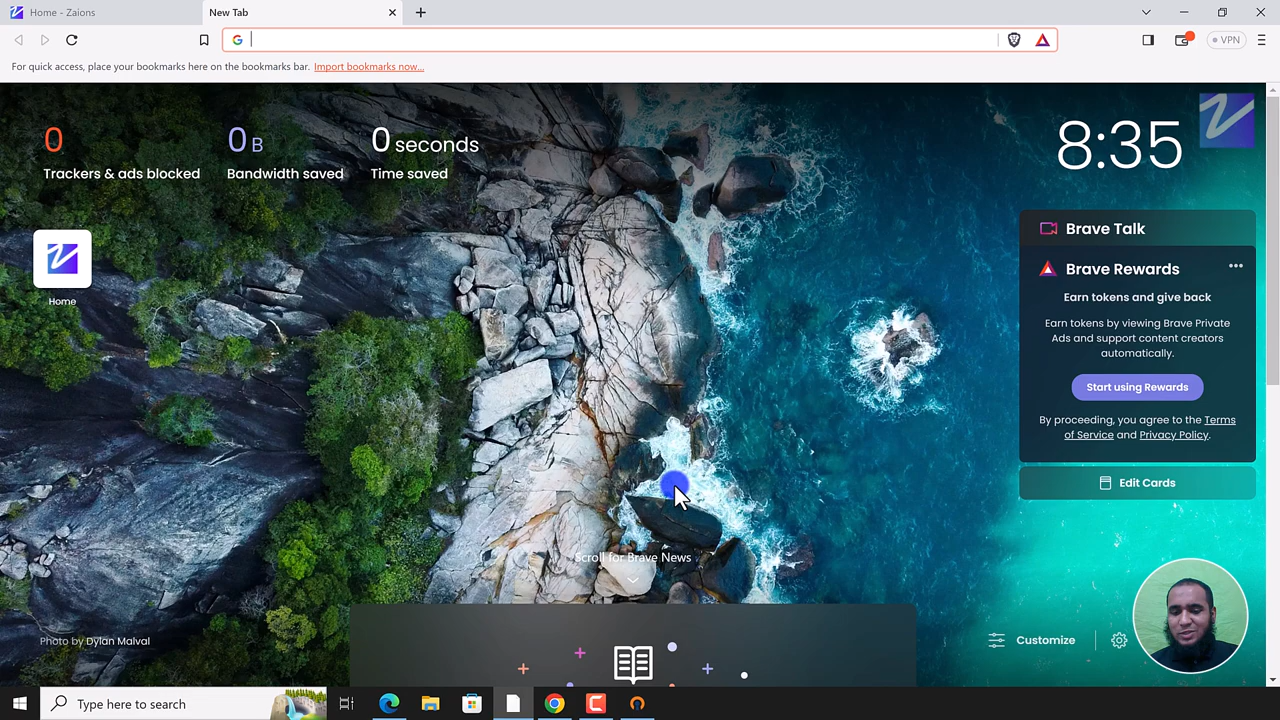 Home - Zaions
New Tab
VPN
For quick access, place your bookmarks here on the bookmarks bar. Import bookmarks now...
0
Trackers & ads blocked
0 B
Bandwidth saved
0 seconds
Time saved
8:35
Home
Brave Talk
Brave Rewards
Earn tokens and give back
Earn tokens by viewing Brave Private
Ads and support content creators
automatically.
Start using Rewards
By proceeding, you agree to the Terms
of Service and Privacy Policy.
Edit Cards
Scroll for Brave News
Photo by Dylan Malval
Customize
Type here to search